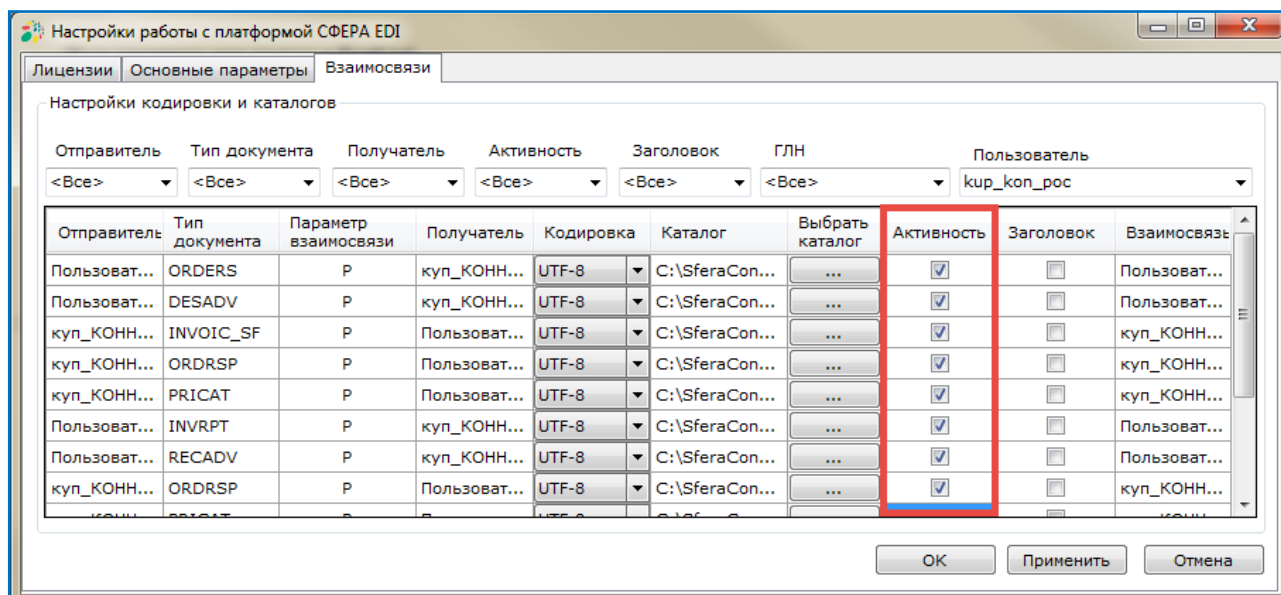 Настройки работы с платформой СФЕРА EDI
Лицензии Основные параметры Взаимосвязи
Настройки кодировки и каталогов
Отправитель Тип документа Получатель Активность Заголовок ГЛН Пользователь
<Все> <Все> <Все> <Все> <Все> <Все> kup_kon_poc
Отправитель Тип документа Параметр взаимосвязи Получатель Кодировка Каталог Выбрать каталог Активность Заголовок Взаимосвязь
Пользоват... ORDERS P куп_КОНН... UTF-8 C:\SferaCon... ... Пользоват...
Пользоват... DESADV P куп_КОНН... UTF-8 C:\SferaCon... ... Пользоват...
куп_КОНН... INVOIC_SF P Пользоват... UTF-8 C:\SferaCon... ... куп_КОНН...
куп_КОНН... ORDRSP P Пользоват... UTF-8 C:\SferaCon... ... куп_КОНН...
куп_КОНН... PRICAT P Пользоват... UTF-8 C:\SferaCon... ... куп_КОНН...
Пользоват... INVRPT P куп_КОНН... UTF-8 C:\SferaCon... ... Пользоват...
Пользоват... RECADV P куп_КОНН... UTF-8 C:\SferaCon... ... Пользоват...
куп_КОНН... ORDRSP P Пользоват... UTF-8 C:\SferaCon... ... куп_КОНН...
OK Применить Отмена